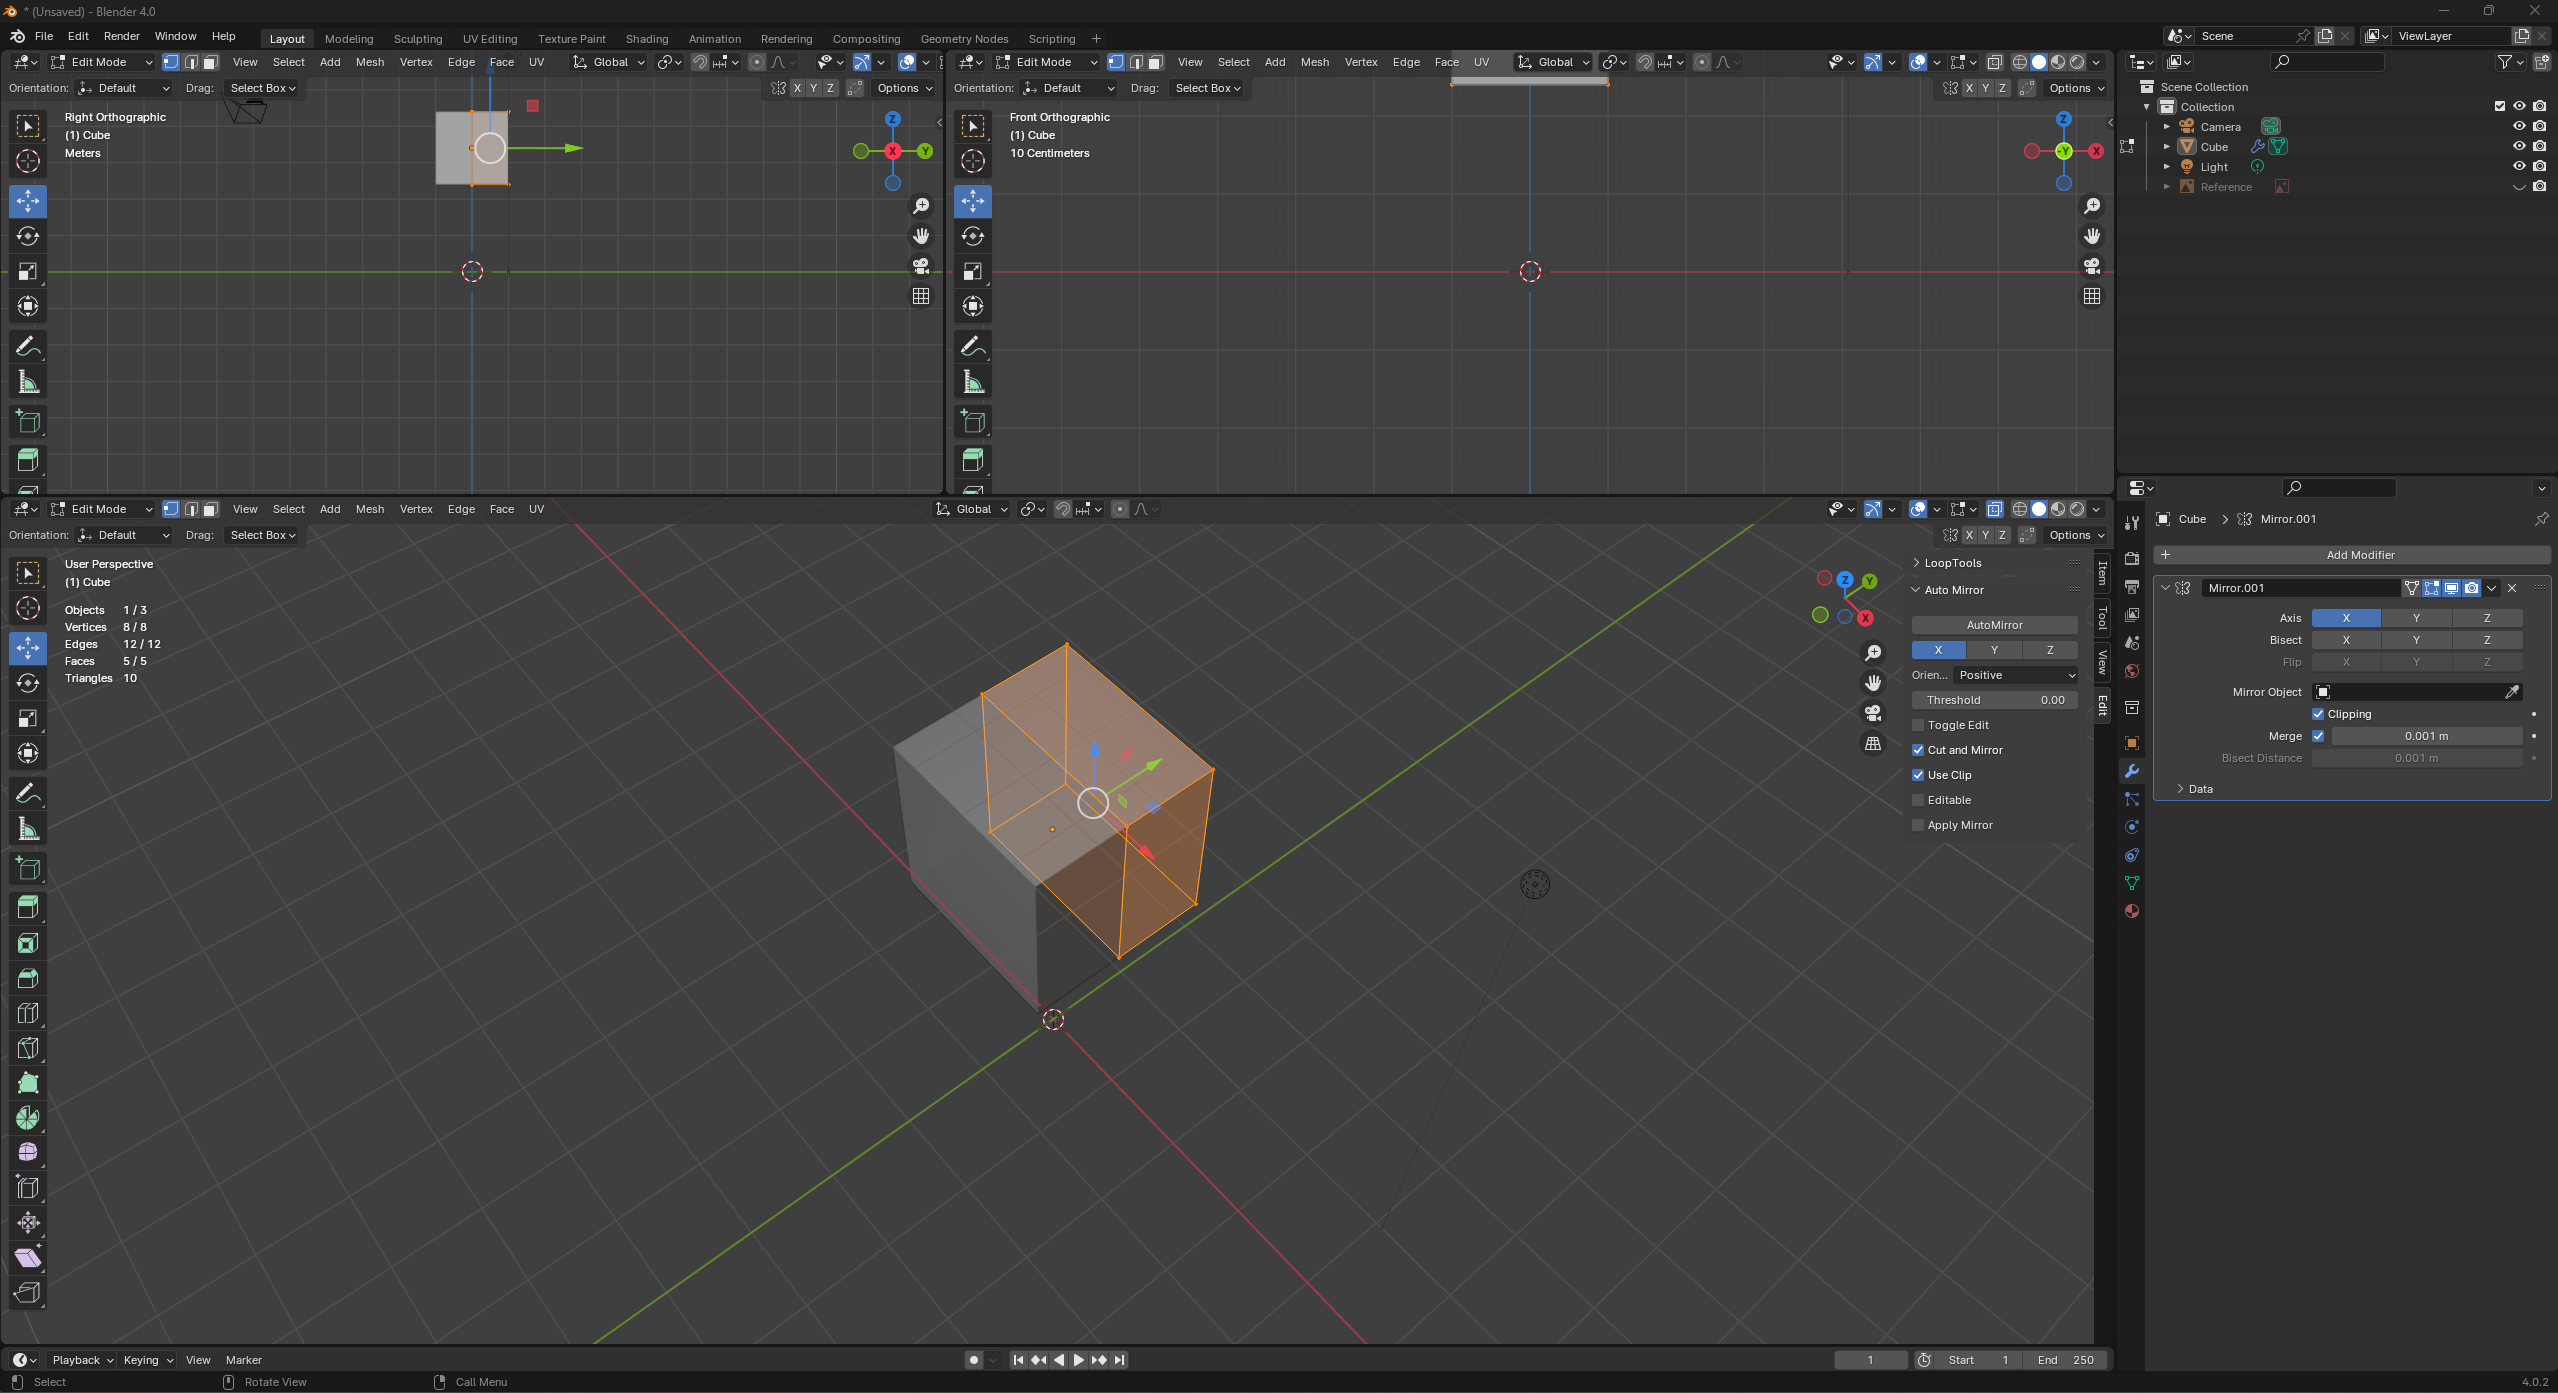 * (Unsaved) - Blender 4.0
File Edit Render Window Help Layout Modeling Sculpting UV Editing Texture Paint Shading Animation Rendering Compositing Geometry Nodes Scripting + Scene ViewLayer
Edit Mode View Select Add Mesh Vertex Edge Face UV Global
Orientation: Default Drag: Select Box X Y Z Options
Right Orthographic
(1) Cube
Meters
Z
X
Y
Edit Mode View Select Add Mesh Vertex Edge Face UV Global
Orientation: Default Drag: Select Box X Y Z Options
Front Orthographic
(1) Cube
10 Centimeters
Z
-Y
X
Scene Collection
Collection
Camera
Cube
Light
Reference
Edit Mode View Select Add Mesh Vertex Edge Face UV Global
Orientation: Default Drag: Select Box X Y Z Options
User Perspective
(1) Cube
Objects 1 / 3
Vertices 8 / 8
Edges 12 / 12
Faces 5 / 5
Triangles 10
Z
Y
X
LoopTools
Auto Mirror
AutoMirror
X Y Z
Orien... Positive
Threshold 0.00
Toggle Edit
Cut and Mirror
Use Clip
Editable
Apply Mirror
Item
Tool
View
Edit
Cube > Mirror.001
Add Modifier
Mirror.001
Axis X Y Z
Bisect X Y Z
Flip X Y Z
Mirror Object
Clipping
Merge 0.001 m
Bisect Distance 0.001 m
Data
Playback Keying View Marker 1 Start 1 End 250
Select Rotate View Call Menu 4.0.2